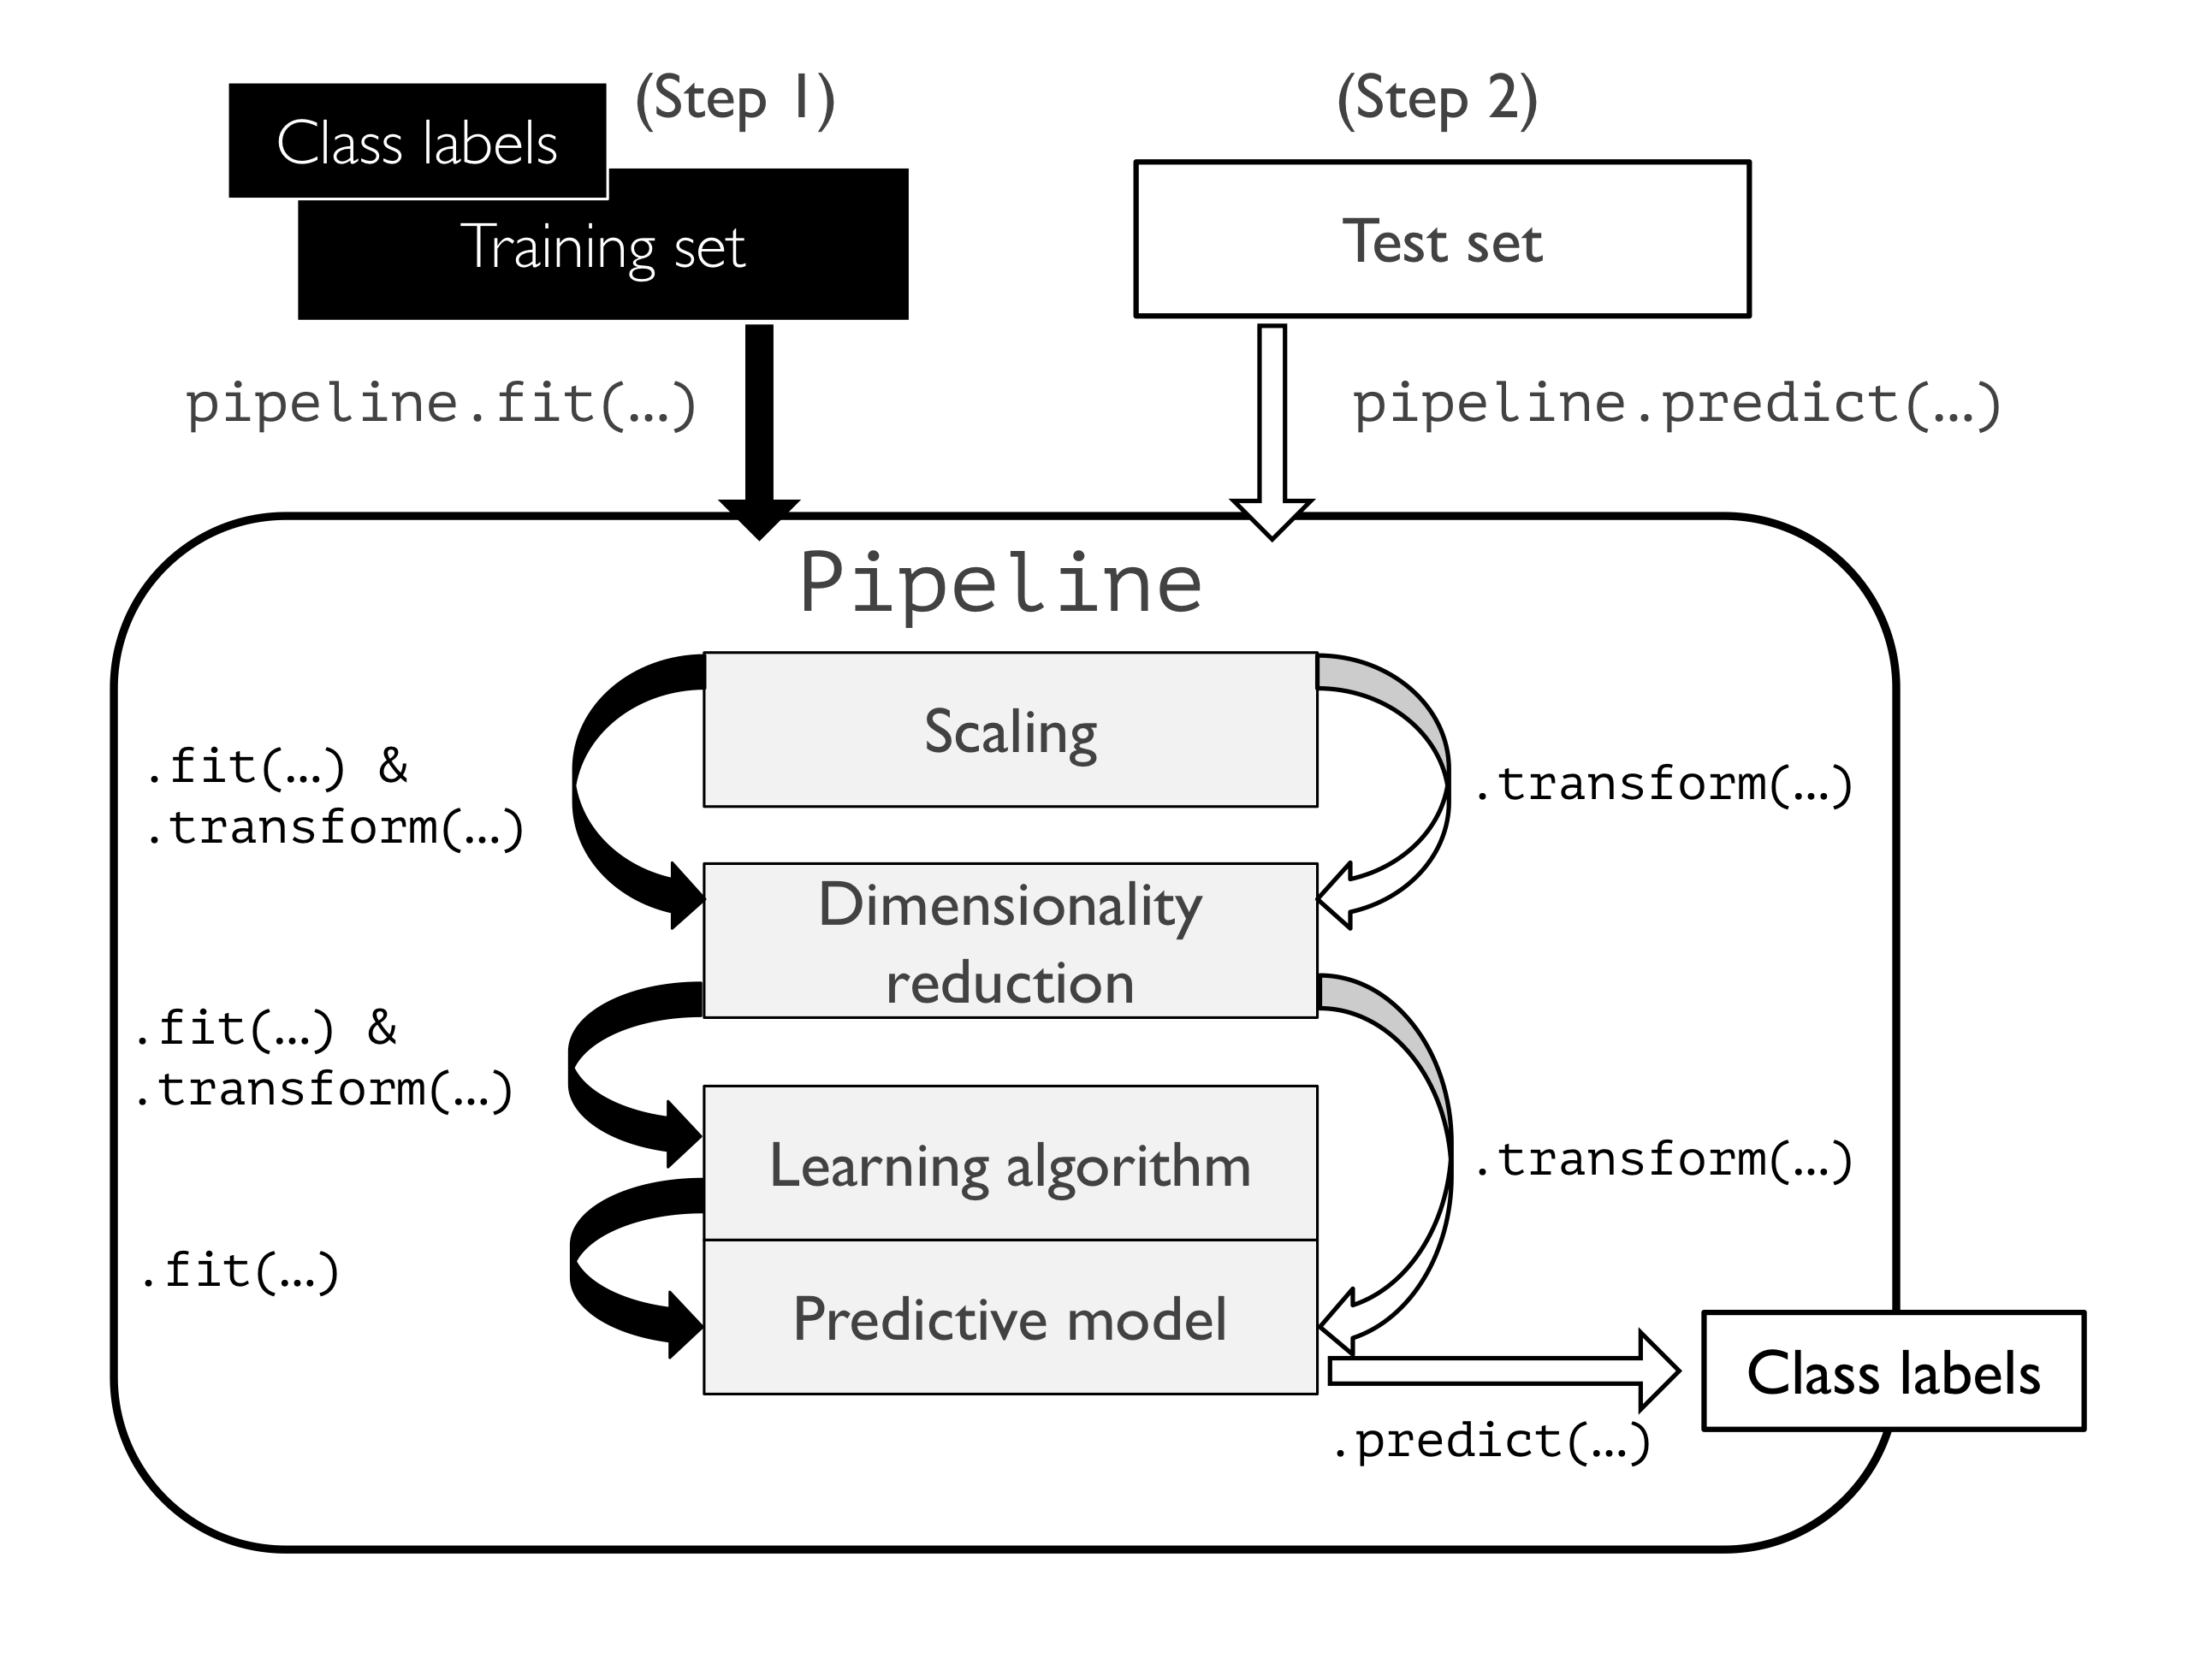 (Step 1)
Class labels
Training set
(Step 2)
Test set
pipeline.fit(…)
pipeline.predict(…)
Pipeline
Scaling
.fit(…) &
.transform(…)
.transform(…)
Dimensionality
reduction
.fit(…) &
.transform(…)
.transform(…)
Learning algorithm
.fit(…)
Predictive model
Class labels
.predict(…)